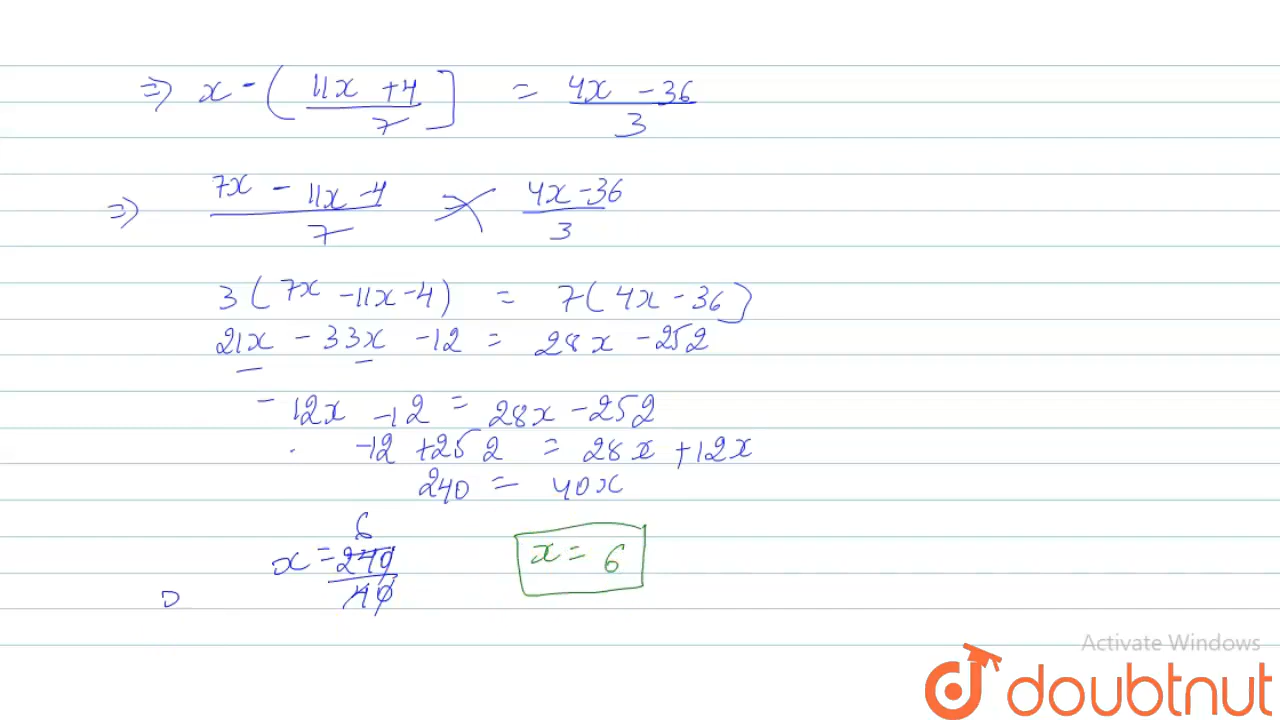 ⇒ x - ( 11x + 4 / 7 ] = 4x - 36 / 3
⇒ 7x - 11x - 4 / 7 = 4x - 36 / 3
3 ( 7x - 11x - 4 ) = 7 ( 4x - 36 ]
21x - 33x - 12 = 28x - 252
- 12x - 12 = 28x - 252
-12 + 252 = 28x + 12x
240 = 40x
6
x = 240 / 40
x = 6
Activate Windows
doubtnut